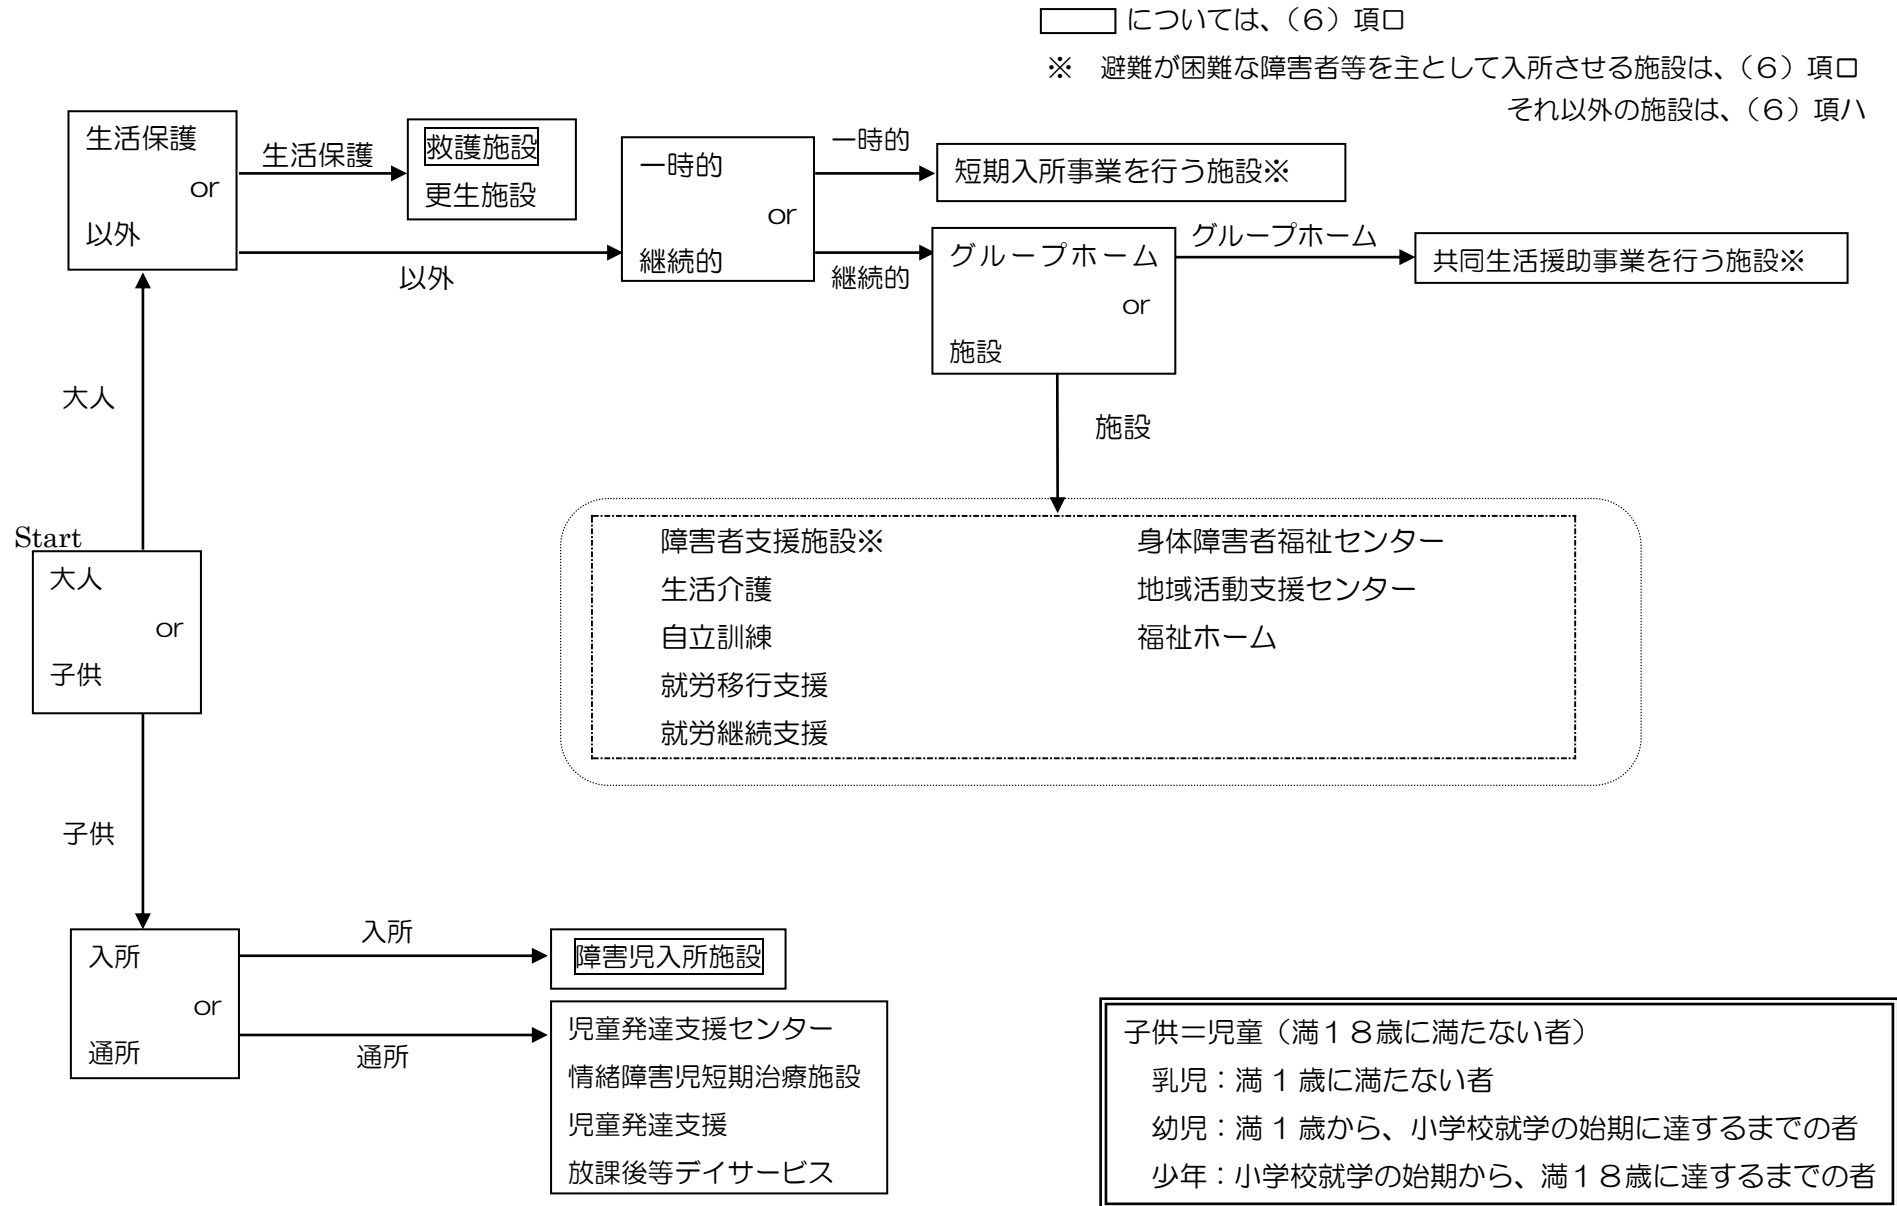 については、（６）項ロ
※　避難が困難な障害者等を主として入所させる施設は、（６）項ロ
それ以外の施設は、（６）項ハ
生活保護
or
以外
生活保護
以外
救護施設
更生施設
一時的
or
継続的
一時的
継続的
短期入所事業を行う施設※
グループホーム
or
施設
グループホーム
共同生活援助事業を行う施設※
施設
大人
Start
大人
or
子供
障害者支援施設※
生活介護
自立訓練
就労移行支援
就労継続支援
身体障害者福祉センター
地域活動支援センター
福祉ホーム
子供
入所
or
通所
入所
通所
障害児入所施設
児童発達支援センター
情緒障害児短期治療施設
児童発達支援
放課後等デイサービス
子供＝児童（満１８歳に満たない者）
乳児：満１歳に満たない者
幼児：満１歳から、小学校就学の始期に達するまでの者
少年：小学校就学の始期から、満１８歳に達するまでの者